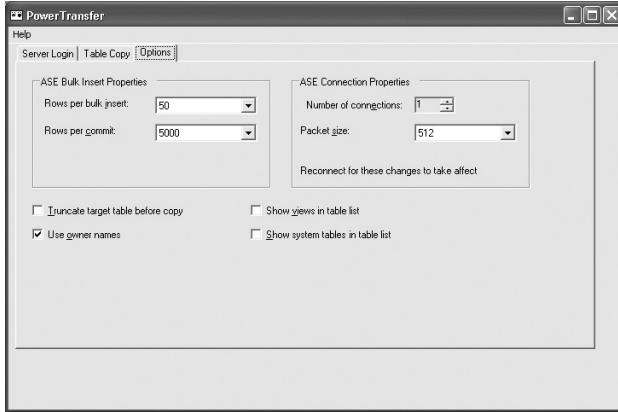 PowerTransfer
Help
Server Login Table Copy Options
ASE Bulk Insert Properties
Rows per bulk insert: 50
Rows per commit: 5000
ASE Connection Properties
Number of connections: 1
Packet size: 512
Reconnect for these changes to take affect
Truncate target table before copy
Show views in table list
Use owner names
Show system tables in table list